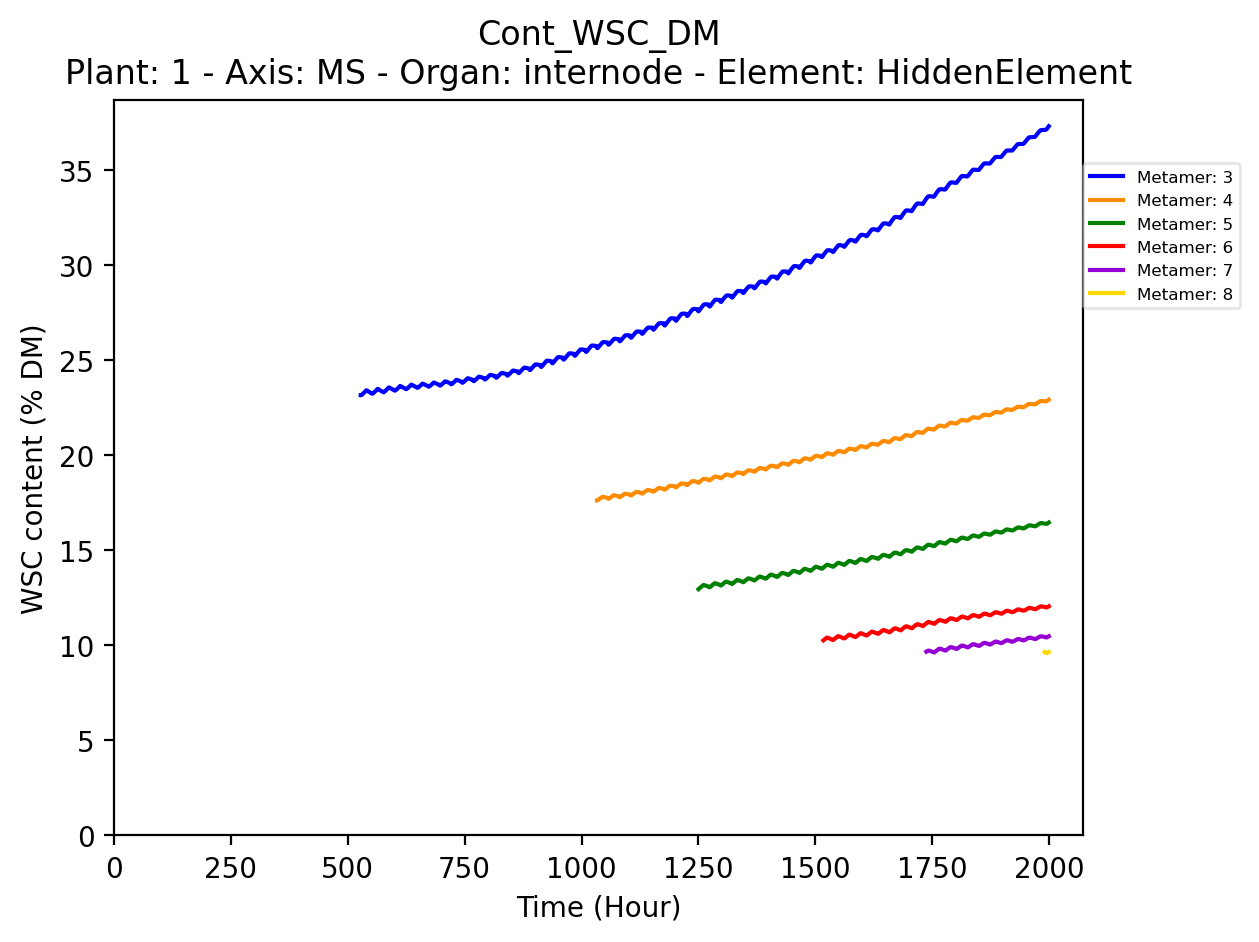 Cont_WSC_DM
Plant: 1 - Axis: MS - Organ: internode - Element: HiddenElement
WSC content (% DM)
35
30
25
20
15
10
5
0
0 250 500 750 1000 1250 1500 1750 2000
Time (Hour)
Metamer: 3
Metamer: 4
Metamer: 5
Metamer: 6
Metamer: 7
Metamer: 8